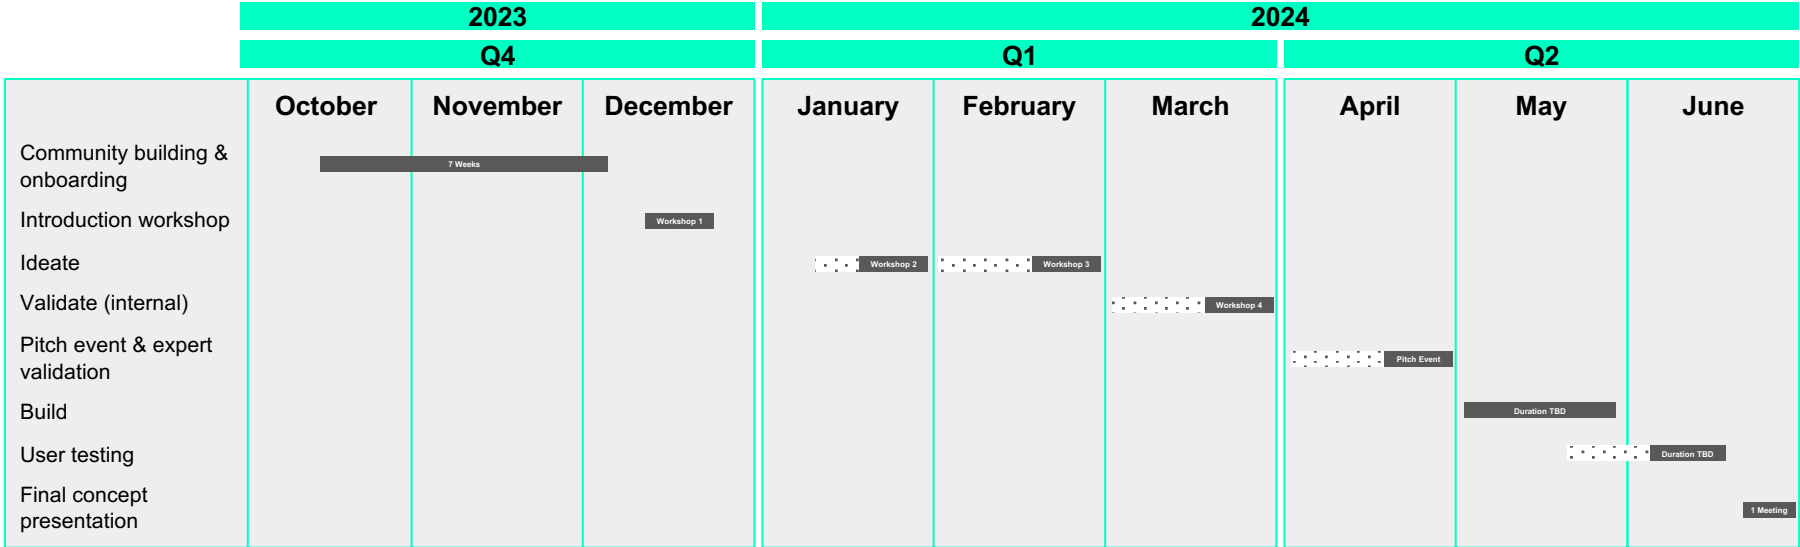 2023
2024
Q4
Q1
Q2
October
November
December
January
February
March
April
May
June
Community building &
onboarding
7 Weeks
Introduction workshop
Workshop 1
Ideate
Workshop 2
Workshop 3
Validate (internal)
Workshop 4
Pitch event & expert
validation
Pitch Event
Build
Duration TBD
User testing
Duration TBD
Final concept
presentation
1 Meeting